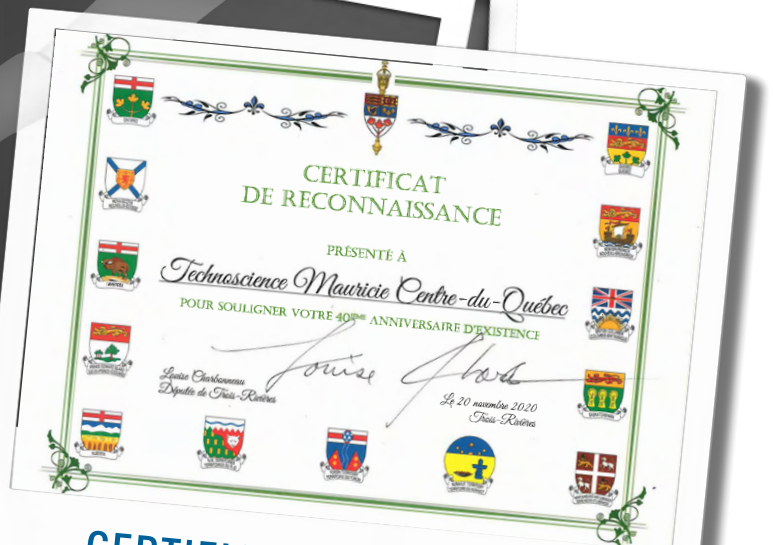 CERTIFICAT
DE RECONNAISSANCE
PRÉSENTÉ À
Technoscience Mauricie Centre-du-Québec
POUR SOULIGNER VOTRE 40IÈME ANNIVERSAIRE D'EXISTENCE
Louise Charbonneau
Députée de Trois-Rivières
Le 20 novembre 2020
Trois-Rivières
ALBERTA